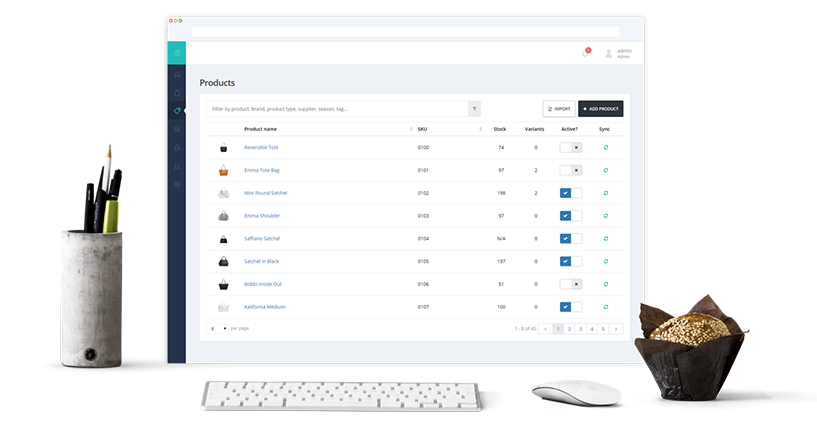 1
admin
Admin
Products
Filter by product, brand, product type, supplier, season, tag...
IMPORT
+ ADD PRODUCT
Product name SKU Stock Variants Active? Sync
Reversible Tote 0100 74 0
Emma Tote Bag 0101 97 2
Mini Round Satchel 0102 198 2
Emma Shoulder 0103 97 0
Saffiano Satchel 0104 N/A 0
Satchel In Black 0105 197 0
Bobbi Inside Out 0106 51 0
Kalifornia Medium 0107 100 0
8 per page 1 - 8 of 45 1 2 3 4 5